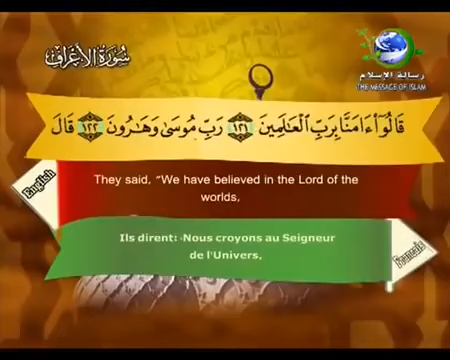 سورة الأعراف
رسالة الإسلام
THE MESSAGE OF ISLAM
قَالُوٓا۟ ءَامَنَّا بِرَبِّ ٱلْعَـٰلَمِينَ ١٢١ رَبِّ مُوسَىٰ وَهَـٰرُونَ ١٢٢ قَالَ
English
They said, "We have believed in the Lord of the
worlds,
Ils dirent: «Nous croyons au Seigneur
de l'Univers,
Français